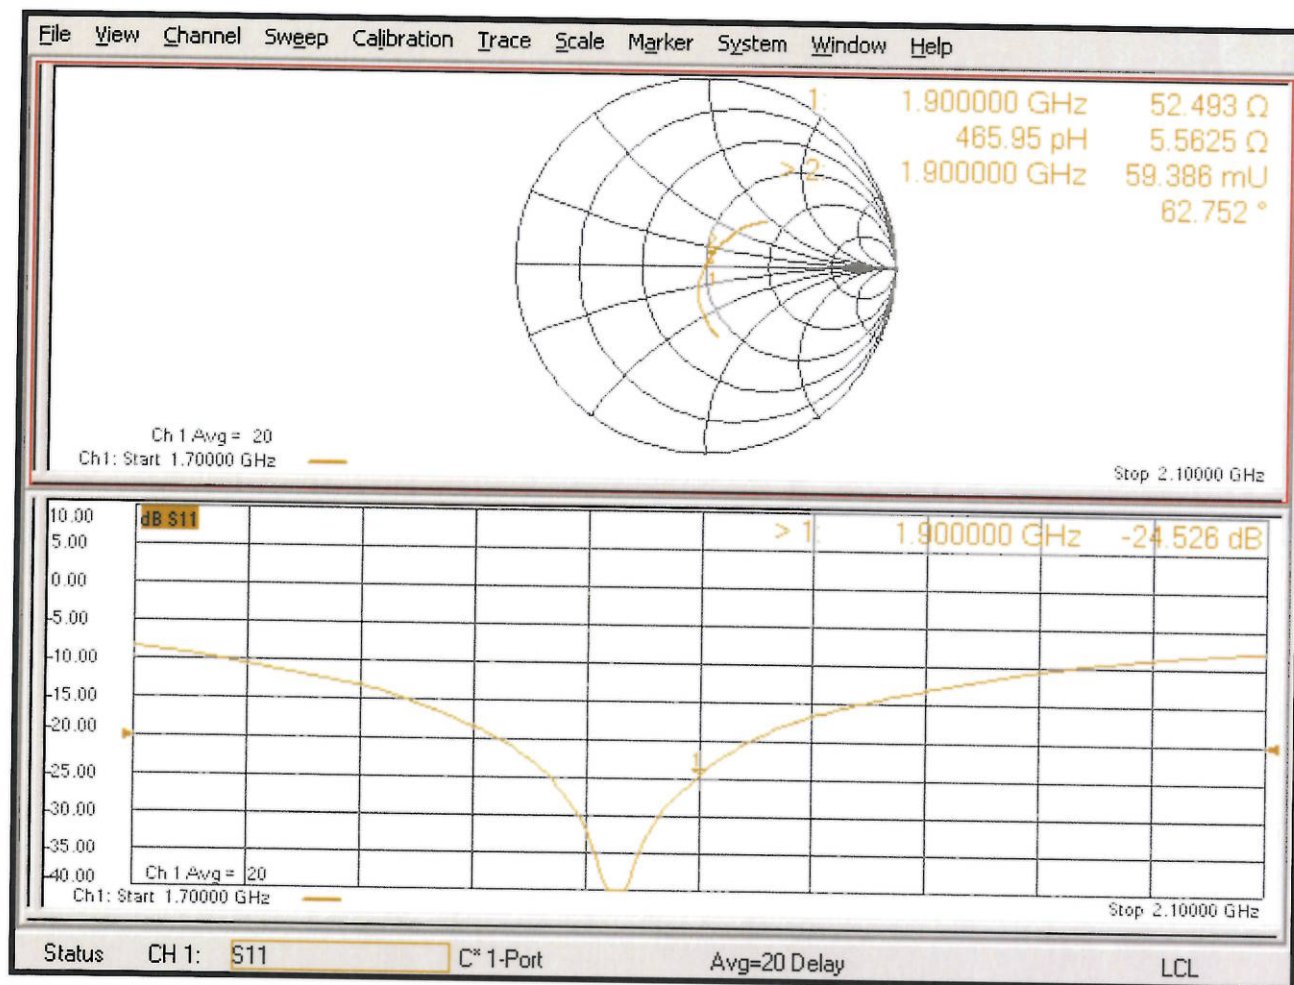 File View Channel Sweep Calibration Trace Scale Marker System Window Help
1: 1.900000 GHz 52.493 Ω
465.95 pH 5.5625 Ω
> 2: 1.900000 GHz 59.386 mU
62.752 °
2
1
Ch 1 Avg = 20
Ch1: Start 1.70000 GHz
Stop 2.10000 GHz
10.00
dB S11
> 1: 1.900000 GHz -24.526 dB
5.00
0.00
-5.00
-10.00
-15.00
-20.00
1
-25.00
-30.00
-35.00
-40.00
Ch 1 Avg = 20
Ch1: Start 1.70000 GHz
Stop 2.10000 GHz
Status CH 1: S11 C* 1-Port Avg=20 Delay LCL